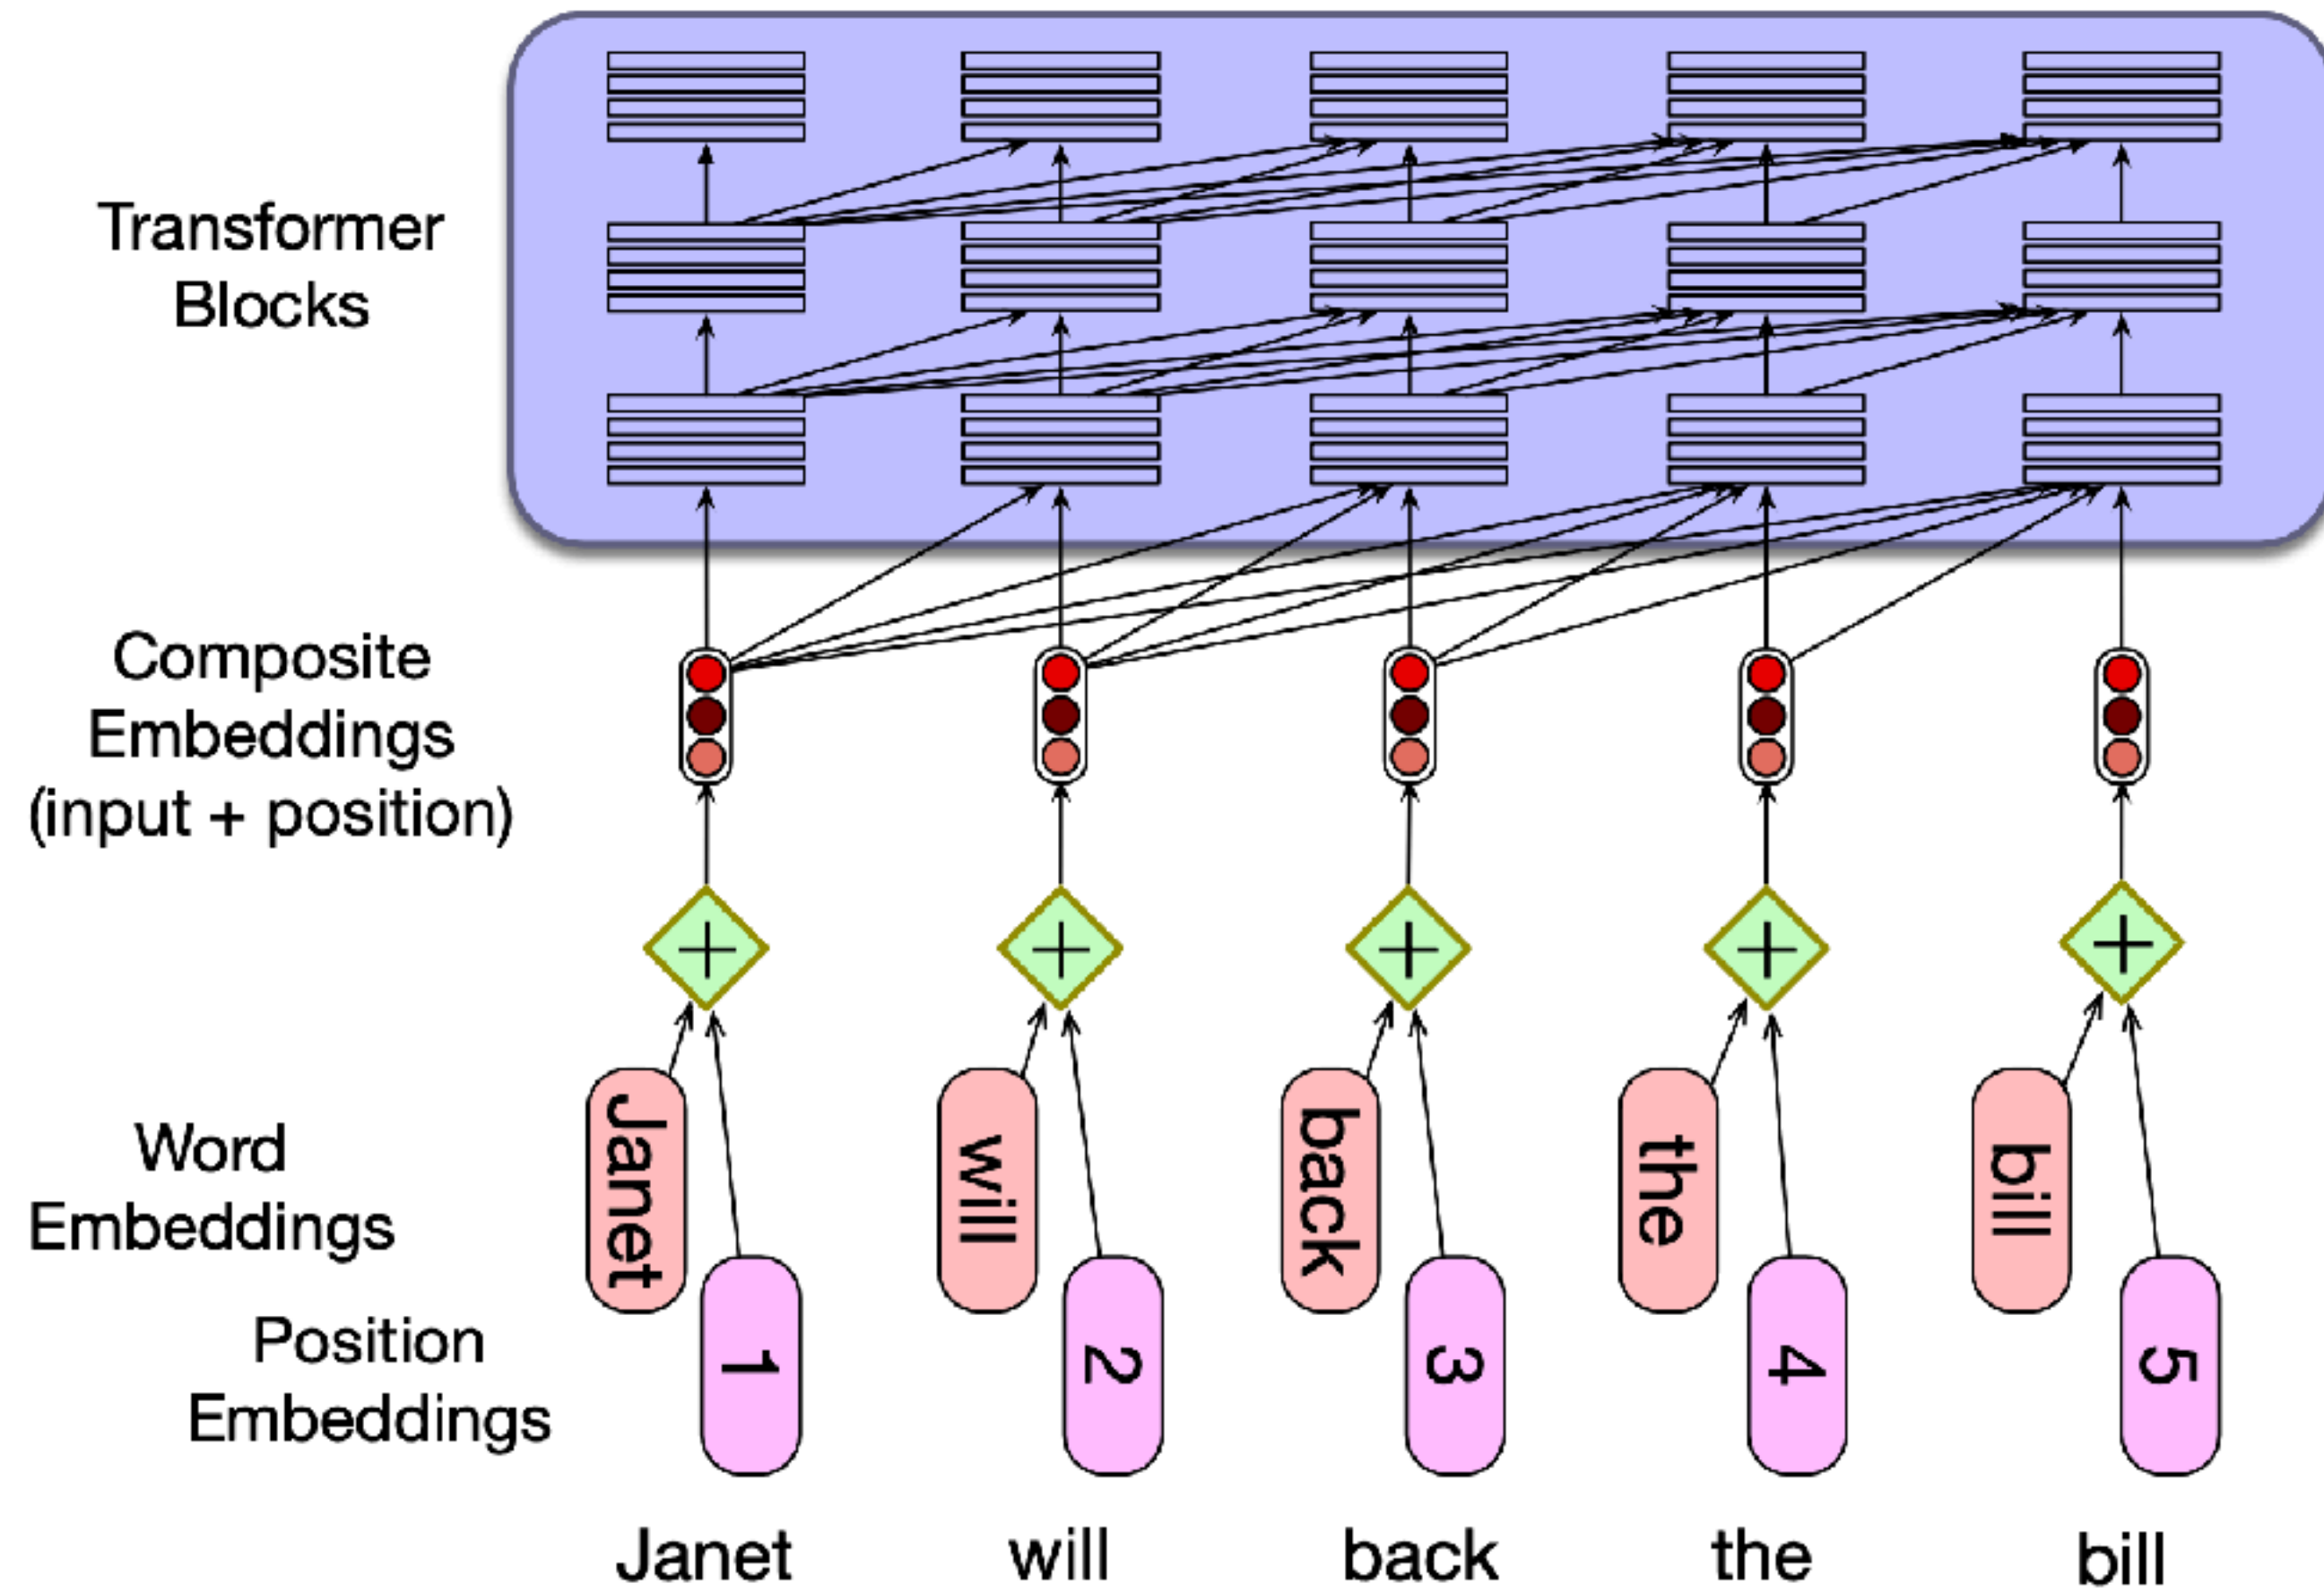 Transformer
Blocks
Composite
Embeddings
(input + position)
+ + + + +
Word
Embeddings
Janet will back the bill
Position
Embeddings
1 2 3 4 5
Janet will back the bill